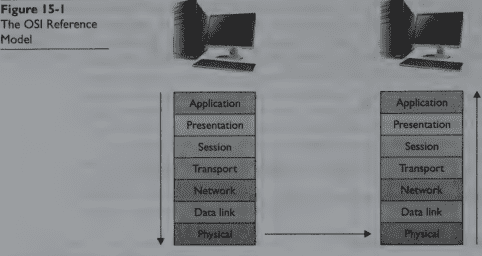 Figure 15-1
The OSI Reference
Model
Application
Presentation
Session
Transport
Network
Data link
Physical
Application
Presentation
Session
Transport
Network
Data link
Physical